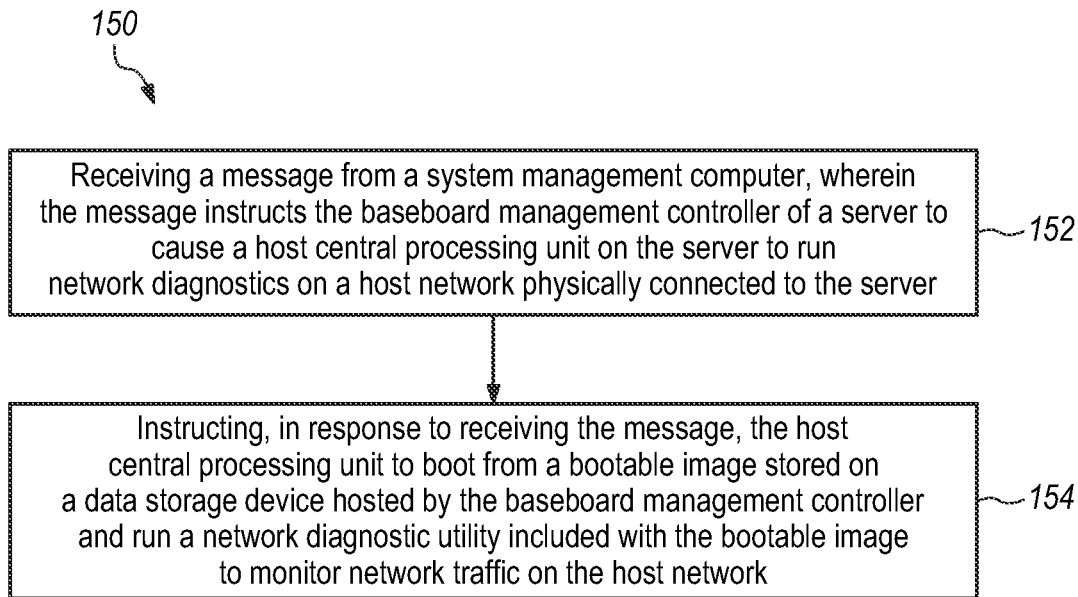 150
Receiving a message from a system management computer, wherein
the message instructs the baseboard management controller of a server to
cause a host central processing unit on the server to run
network diagnostics on a host network physically connected to the server
152
Instructing, in response to receiving the message, the host
central processing unit to boot from a bootable image stored on
a data storage device hosted by the baseboard management controller
and run a network diagnostic utility included with the bootable image
to monitor network traffic on the host network
154